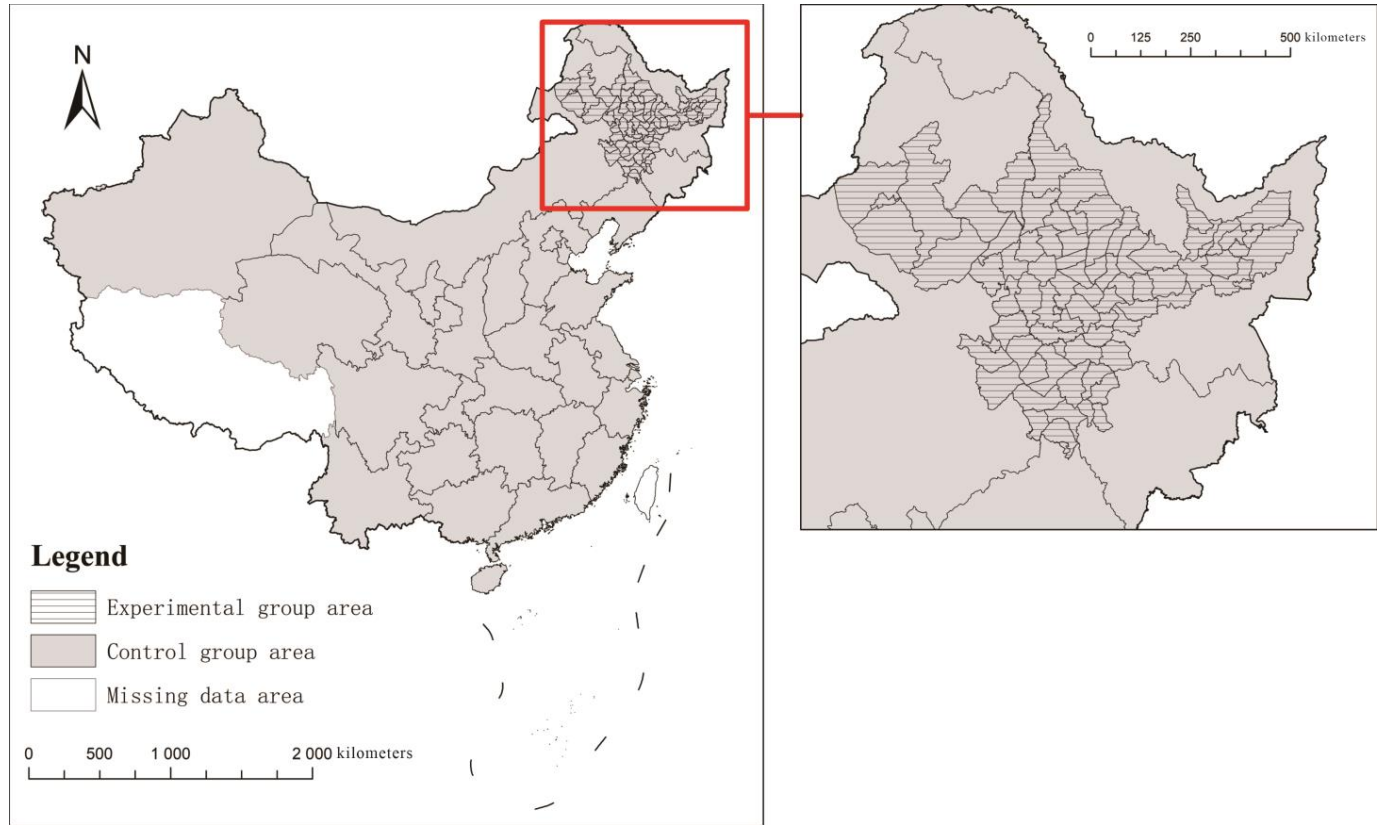 N
0 125 250 500 kilometers
Legend
Experimental group area
Control group area
Missing data area
0 500 1 000 2 000 kilometers